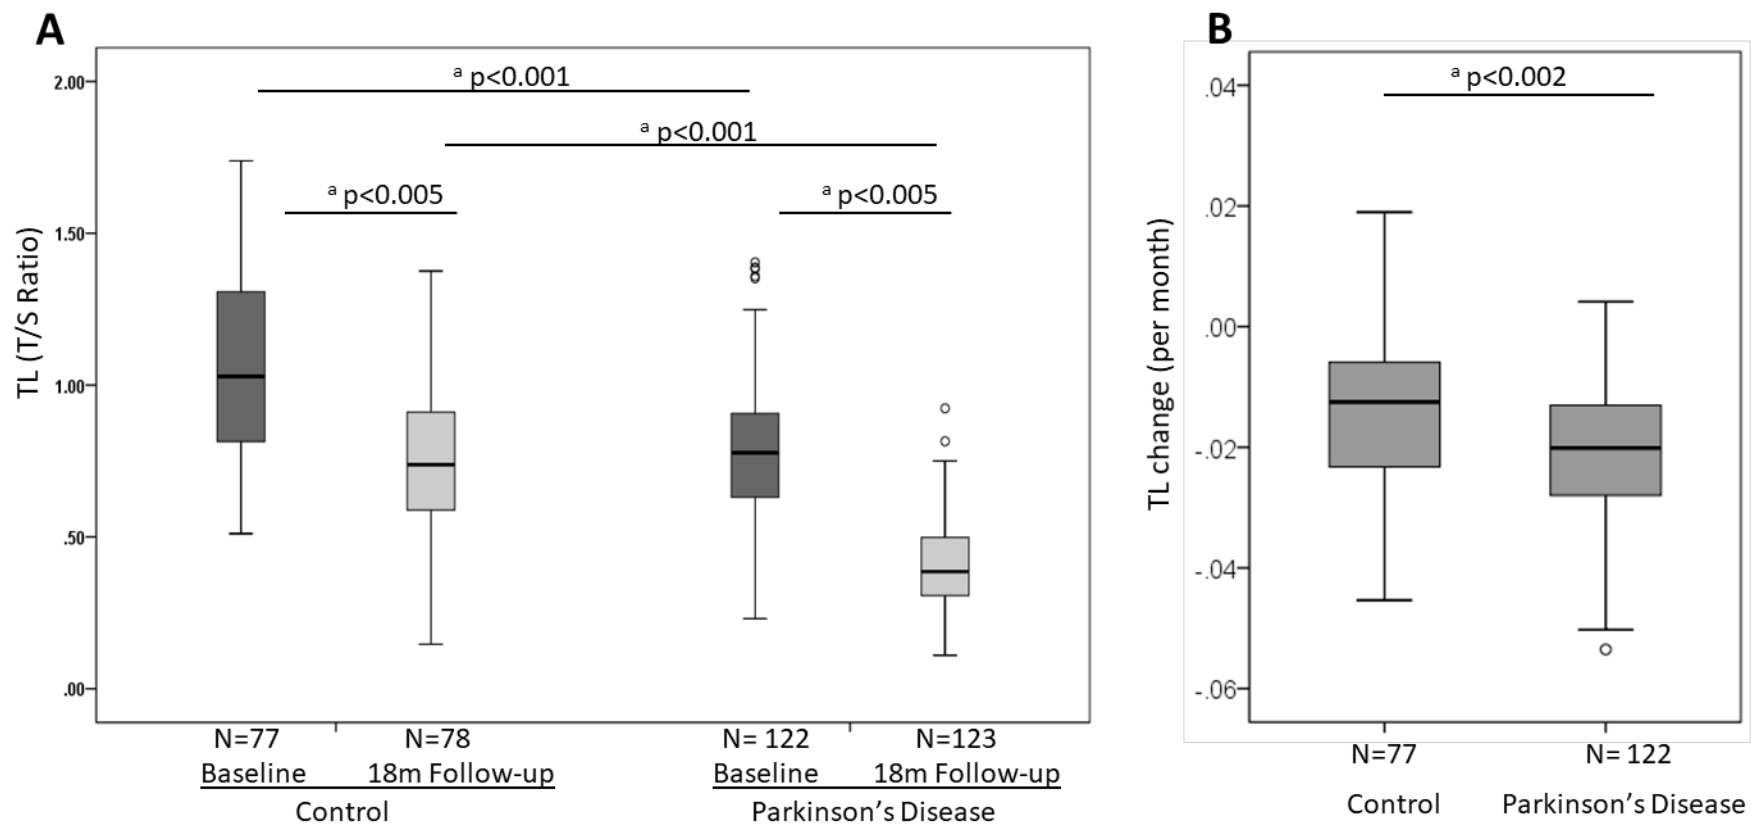 A
TL (T/S Ratio)
2.00
1.50
1.00
.50
.00
a p<0.001
a p<0.001
a p<0.005
a p<0.005
N=77
N=78
N= 122
N=123
Baseline
18m Follow-up
Baseline
18m Follow-up
Control
Parkinson’s Disease
B
TL change (per month)
.04
.02
.00
-.02
-.04
-.06
a p<0.002
N=77
N= 122
Control
Parkinson’s Disease